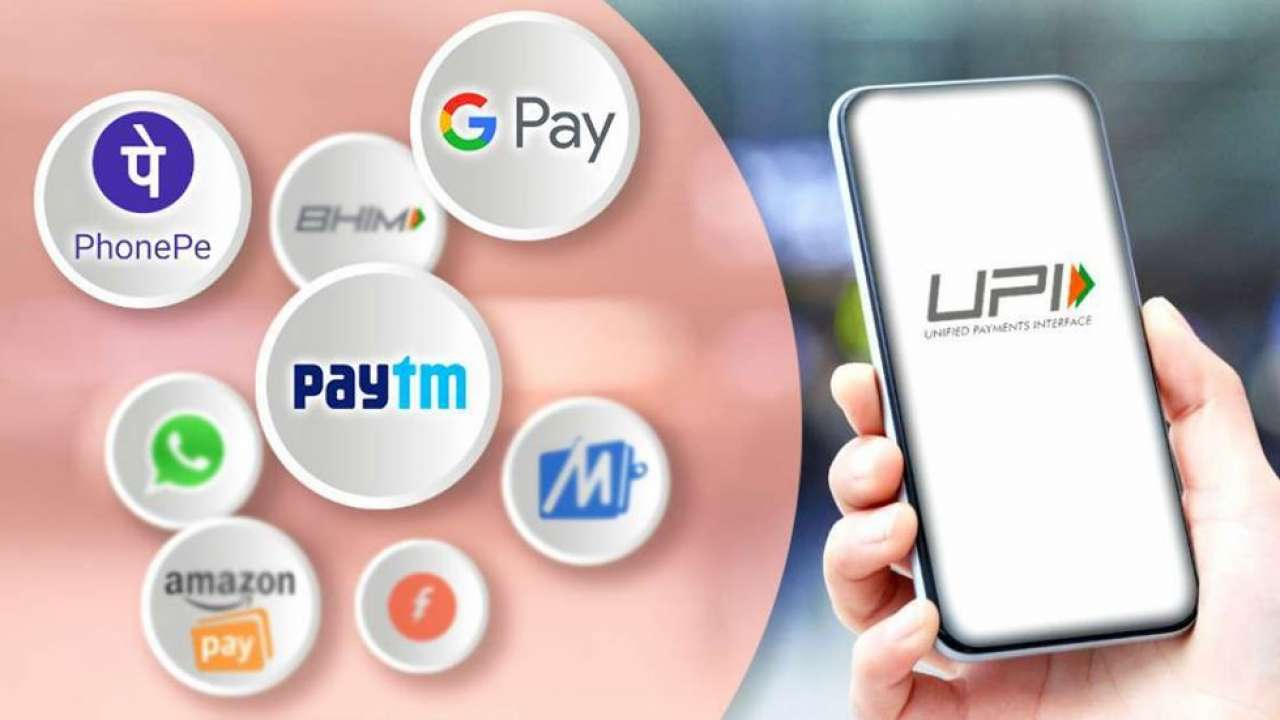 पे
PhonePe
BHIM
G Pay
paytm
amazon
pay
f
UPI
UNIFIED PAYMENTS INTERFACE